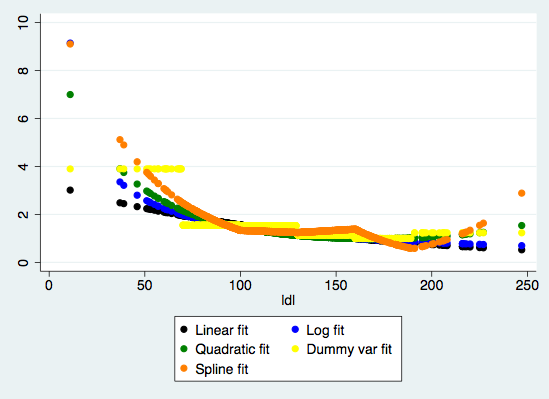 10
8
6
4
2
0
0 50 100 150 200 250
ldl
Linear fit Log fit
Quadratic fit Dummy var fit
Spline fit